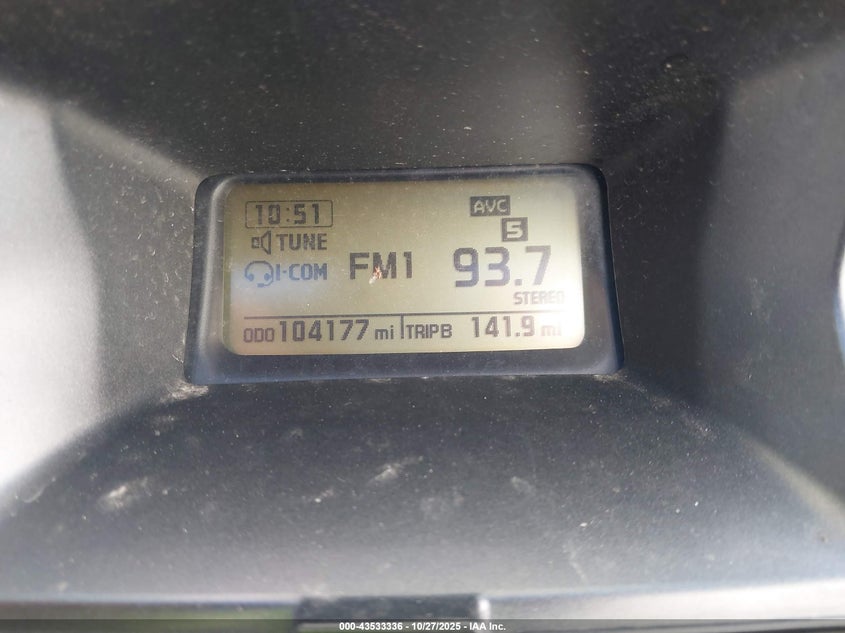 10:51 AVC
TUNE 5
I-COM FM1 93.7
STEREO
ODO 104177 mi TRIP B 141.9 mi
000-43533336 - 10/27/2025 - IAA Inc.